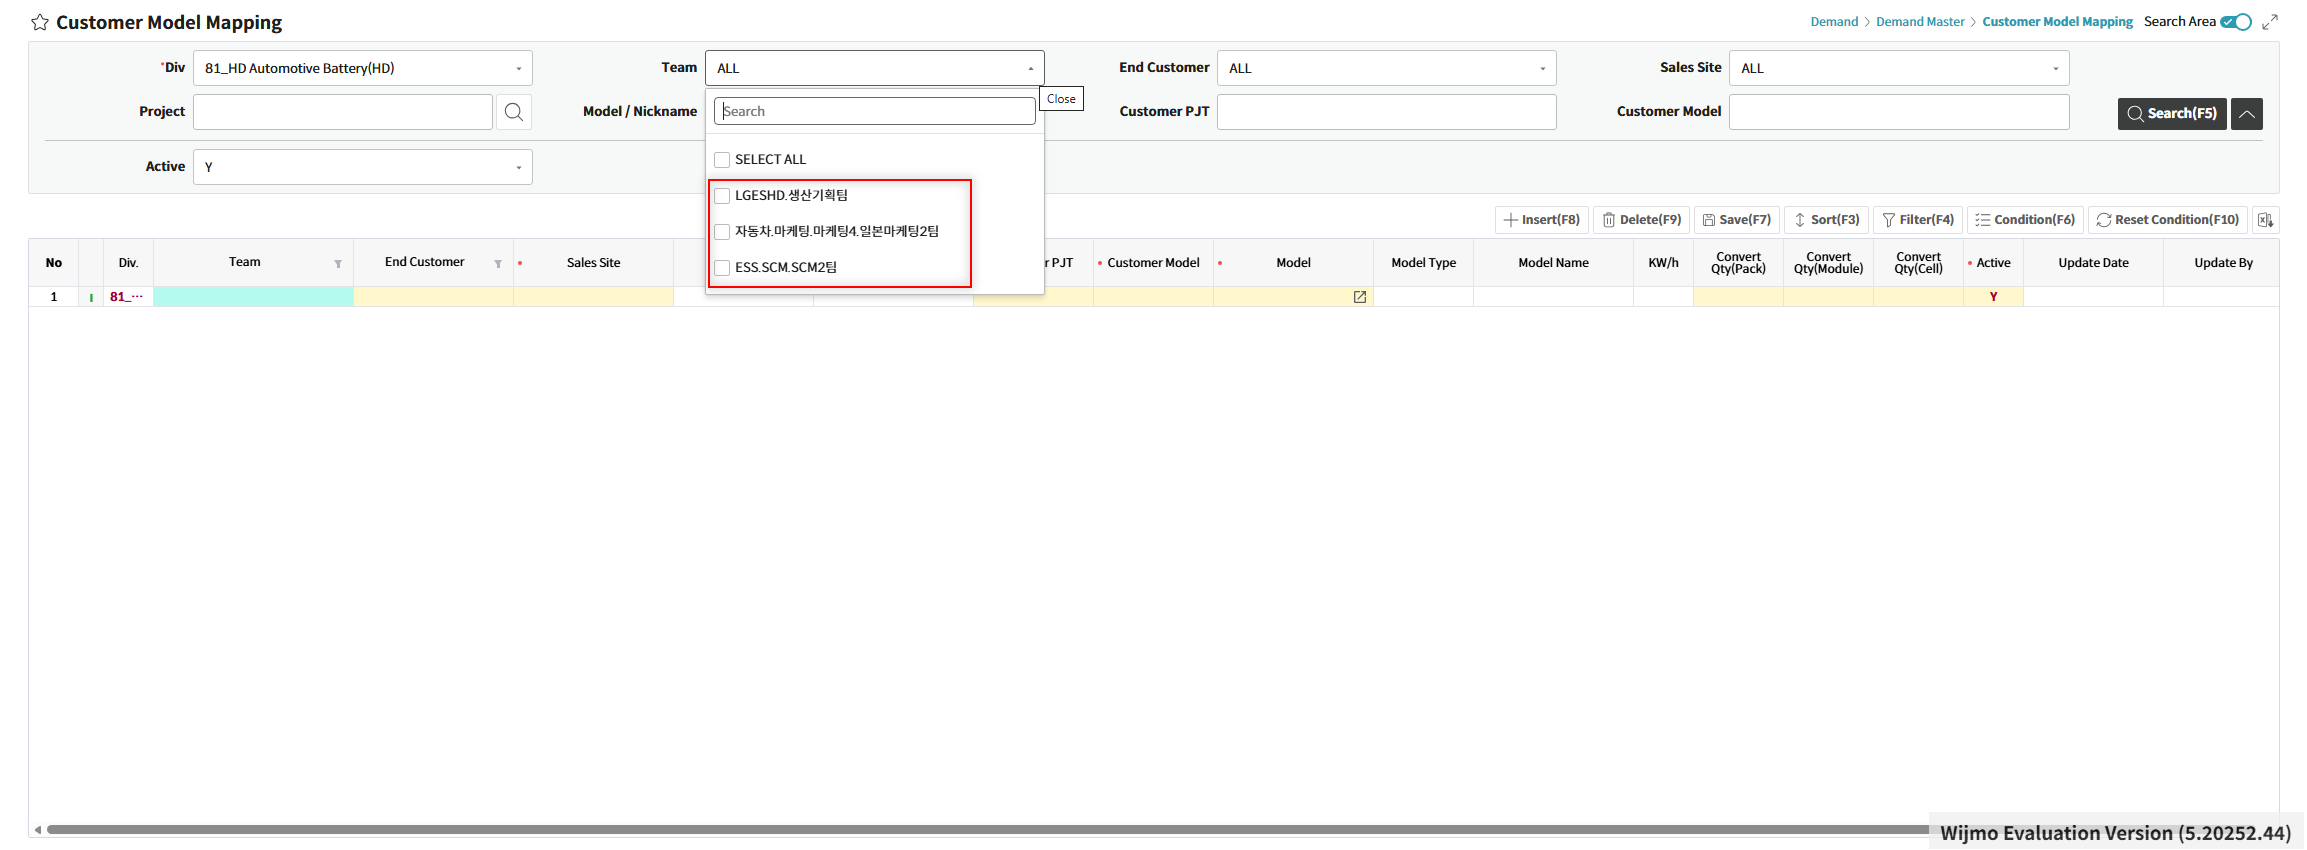 Customer Model Mapping
Demand > Demand Master > Customer Model Mapping Search Area
*Div 81_HD Automotive Battery(HD) Team ALL End Customer ALL Sales Site ALL
Close
Project Model / Nickname Search Customer PJT Customer Model Search(F5)
SELECT ALL
Active Y
LGESHD.생산기획팀
자동차.마케팅.마케팅4.일본마케팅2팀
ESS.SCM.SCM2팀
Insert(F8) Delete(F9) Save(F7) Sort(F3) Filter(F4) Condition(F6) Reset Condition(F10)
No Div. Team End Customer Sales Site r PJT Customer Model Model Model Type Model Name KW/h Convert Qty(Pack) Convert Qty(Module) Convert Qty(Cell) Active Update Date Update By
1 I 81_... Y
Wijmo Evaluation Version (5.20252.44)